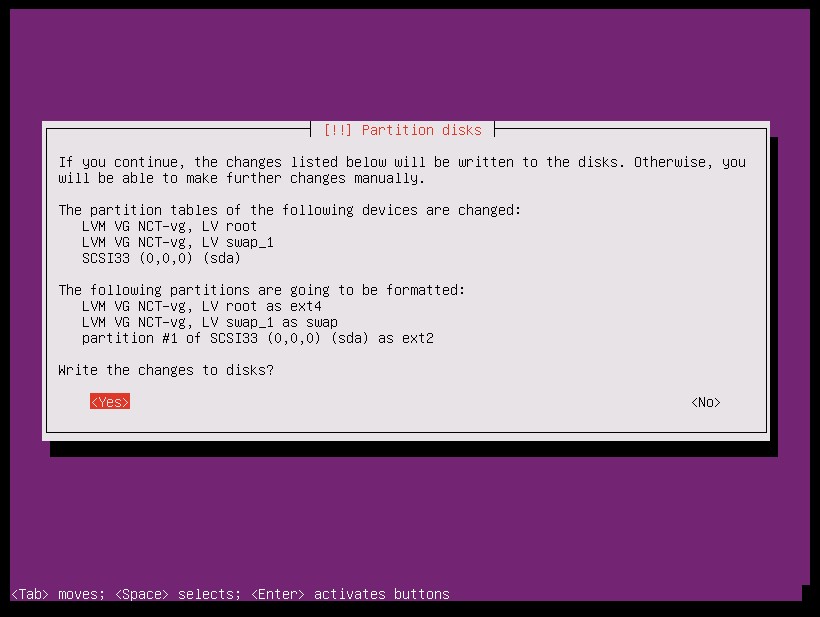 [!!] Partition disks
If you continue, the changes listed below will be written to the disks. Otherwise, you
will be able to make further changes manually.
The partition tables of the following devices are changed:
LVM VG NCT-vg, LV root
LVM VG NCT-vg, LV swap_1
SCSI33 (0,0,0) (sda)
The following partitions are going to be formatted:
LVM VG NCT-vg, LV root as ext4
LVM VG NCT-vg, LV swap_1 as swap
partition #1 of SCSI33 (0,0,0) (sda) as ext2
Write the changes to disks?
<Yes> <No>
<Tab> moves; <Space> selects; <Enter> activates buttons